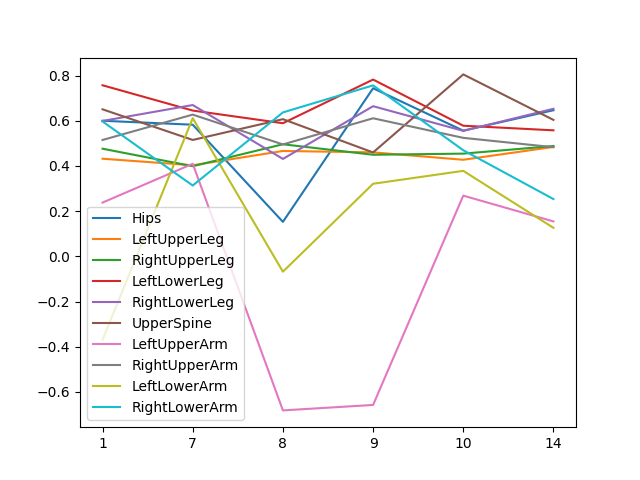 0.8
0.6
0.4
0.2
0.0
−0.2
−0.4
−0.6
Hips
LeftUpperLeg
RightUpperLeg
LeftLowerLeg
RightLowerLeg
UpperSpine
LeftUpperArm
RightUpperArm
LeftLowerArm
RightLowerArm
1 7 8 9 10 14